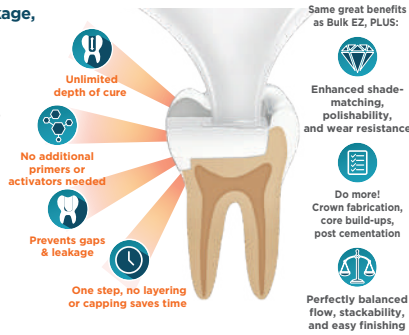 kage,
Unlimited
depth of cure
No additional
primers or
activators needed
Prevents gaps
& leakage
One step, no layering
or capping saves time
Same great benefits
as Bulk EZ, PLUS:
Enhanced shade-
matching,
polishability,
and wear resistance
Do more!
Crown fabrication,
core build-ups,
post cementation
Perfectly balanced
flow, stackability,
and easy finishing